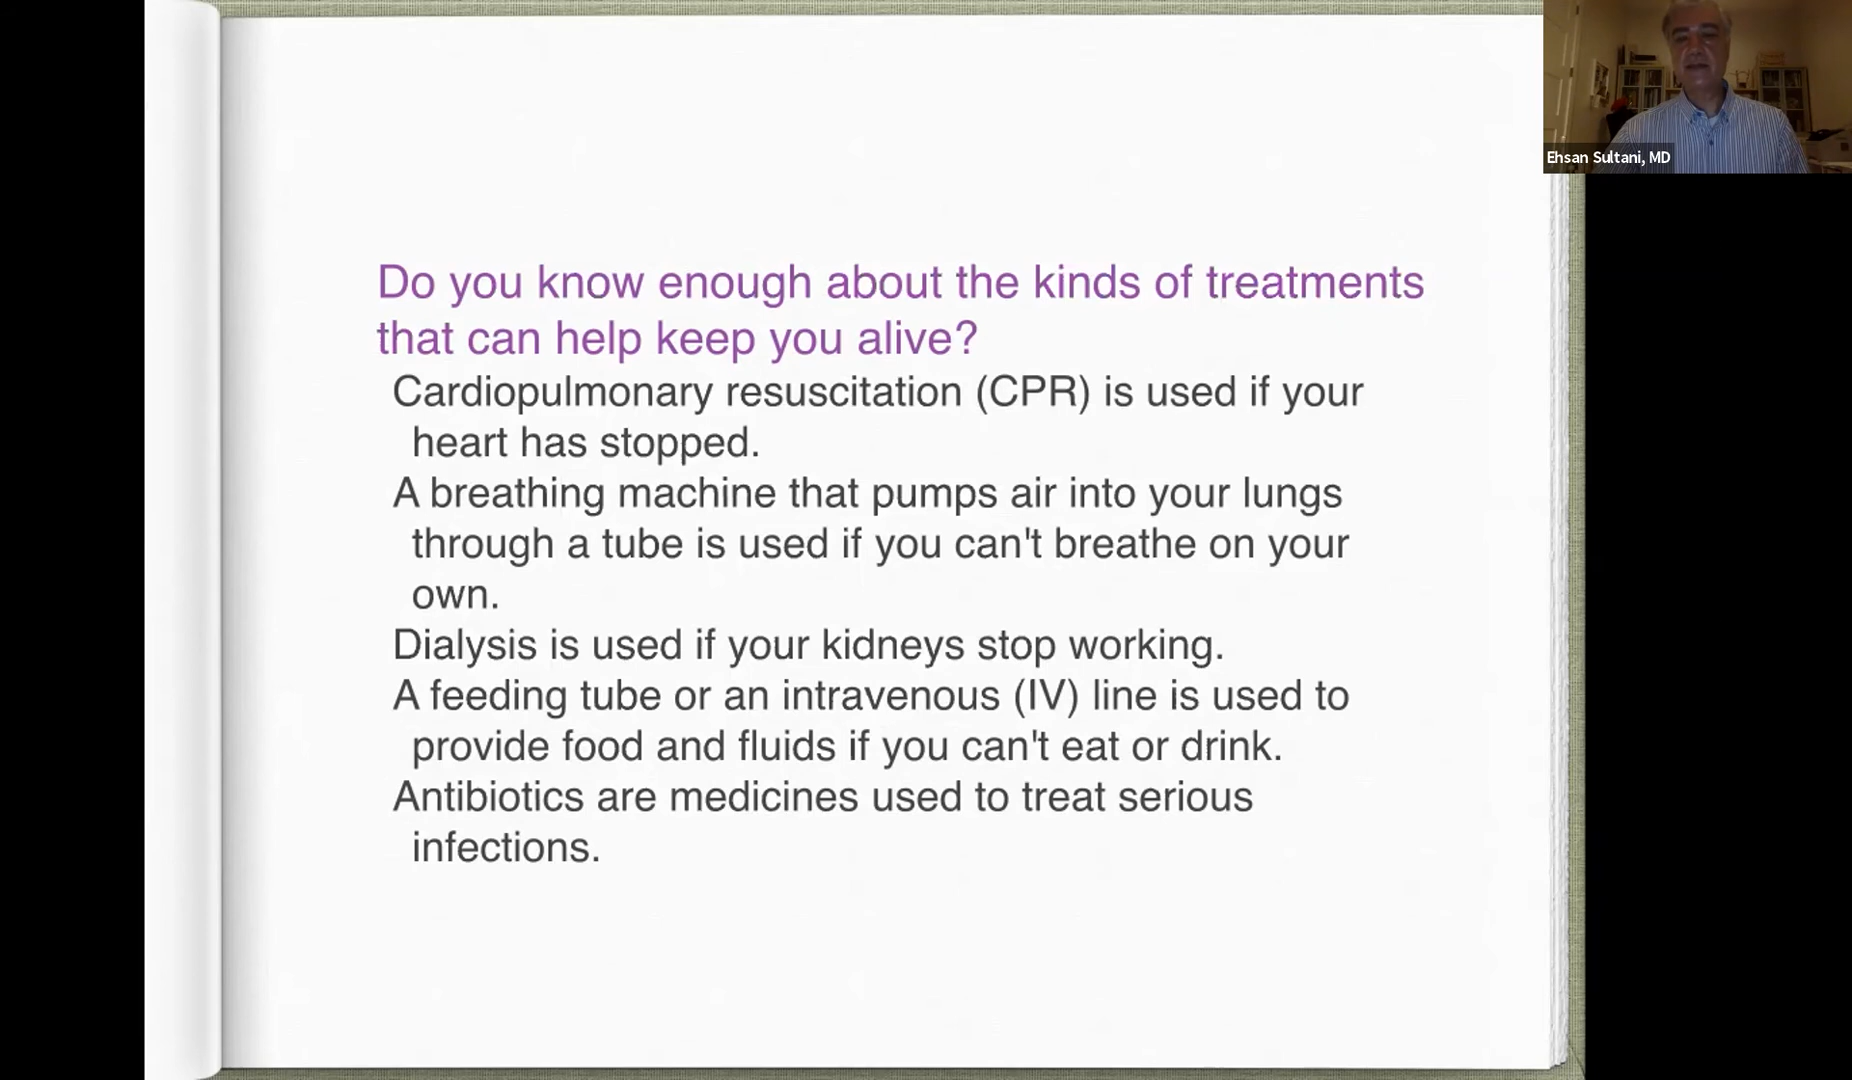 Do you know enough about the kinds of treatments
that can help keep you alive?
Cardiopulmonary resuscitation (CPR) is used if your
heart has stopped.
A breathing machine that pumps air into your lungs
through a tube is used if you can't breathe on your
own.
Dialysis is used if your kidneys stop working.
A feeding tube or an intravenous (IV) line is used to
provide food and fluids if you can't eat or drink.
Antibiotics are medicines used to treat serious
infections.
Ehsan Sultani, MD